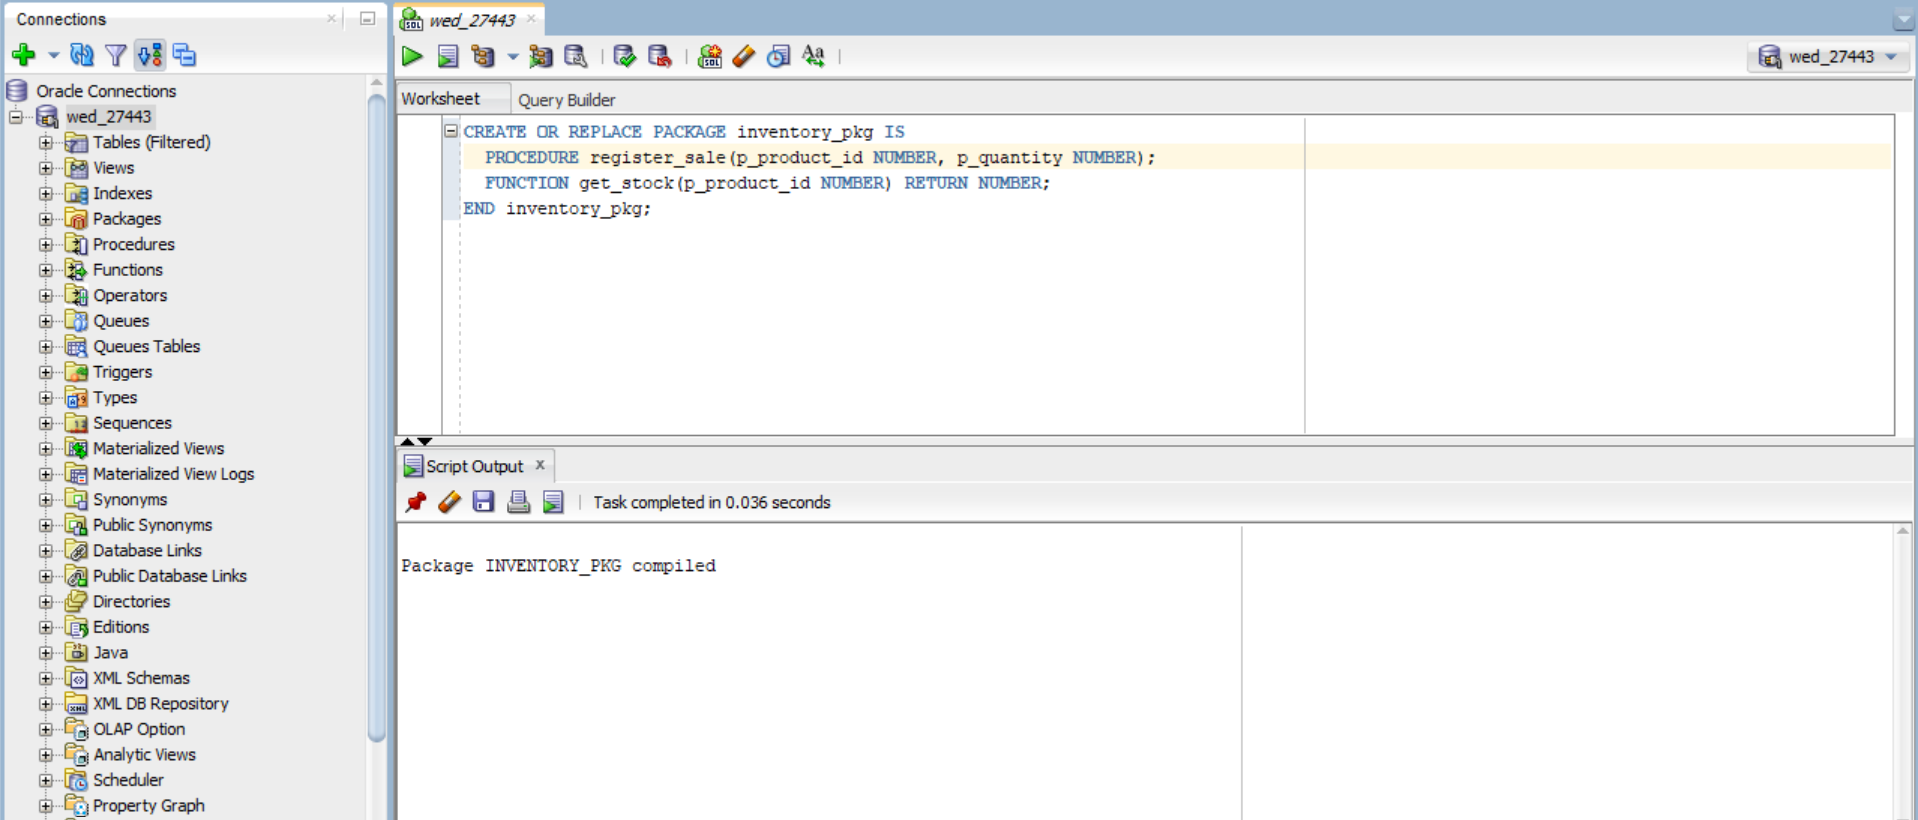 Connections
Oracle Connections
wed_27443
Tables (Filtered)
Views
Indexes
Packages
Procedures
Functions
Operators
Queues
Queues Tables
Triggers
Types
Sequences
Materialized Views
Materialized View Logs
Synonyms
Public Synonyms
Database Links
Public Database Links
Directories
Editions
Java
XML Schemas
XML DB Repository
OLAP Option
Analytic Views
Scheduler
Property Graph
wed_27443
wed_27443
Worksheet Query Builder
CREATE OR REPLACE PACKAGE inventory_pkg IS
PROCEDURE register_sale(p_product_id NUMBER, p_quantity NUMBER);
FUNCTION get_stock(p_product_id NUMBER) RETURN NUMBER;
END inventory_pkg;
Script Output x
Task completed in 0.036 seconds
Package INVENTORY_PKG compiled